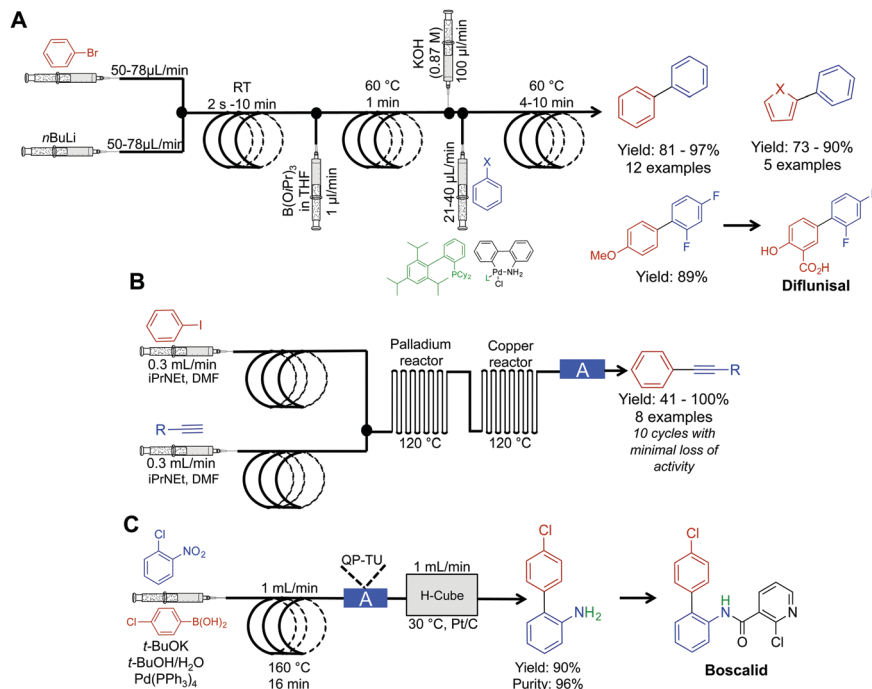 A
Br
50-78µL/min
nBuLi
50-78µL/min
RT
2 s -10 min
B(OiPr)3
in THF
1 µl/min
60 °C
1 min
KOH
(0.87 M)
100 µl/min
21-40 µL/min
X
60 °C
4-10 min
Yield: 81 - 97%
12 examples
X
Yield: 73 - 90%
5 examples
PCy2
L
Pd
NH2
Cl
MeO
F
F
Yield: 89%
HO
CO2H
F
F
Diflunisal
B
I
0.3 mL/min
iPrNEt, DMF
R
0.3 mL/min
iPrNEt, DMF
Palladium
reactor
120 °C
Copper
reactor
120 °C
A
R
Yield: 41 - 100%
8 examples
10 cycles with
minimal loss of
activity
C
Cl
NO2
Cl
B(OH)2
t-BuOK
t-BuOH/H2O
Pd(PPh3)4
1 mL/min
160 °C
16 min
QP-TU
A
1 mL/min
H-Cube
30 °C, Pt/C
Cl
NH2
Yield: 90%
Purity: 96%
Cl
H
N
O
Cl
N
Boscalid